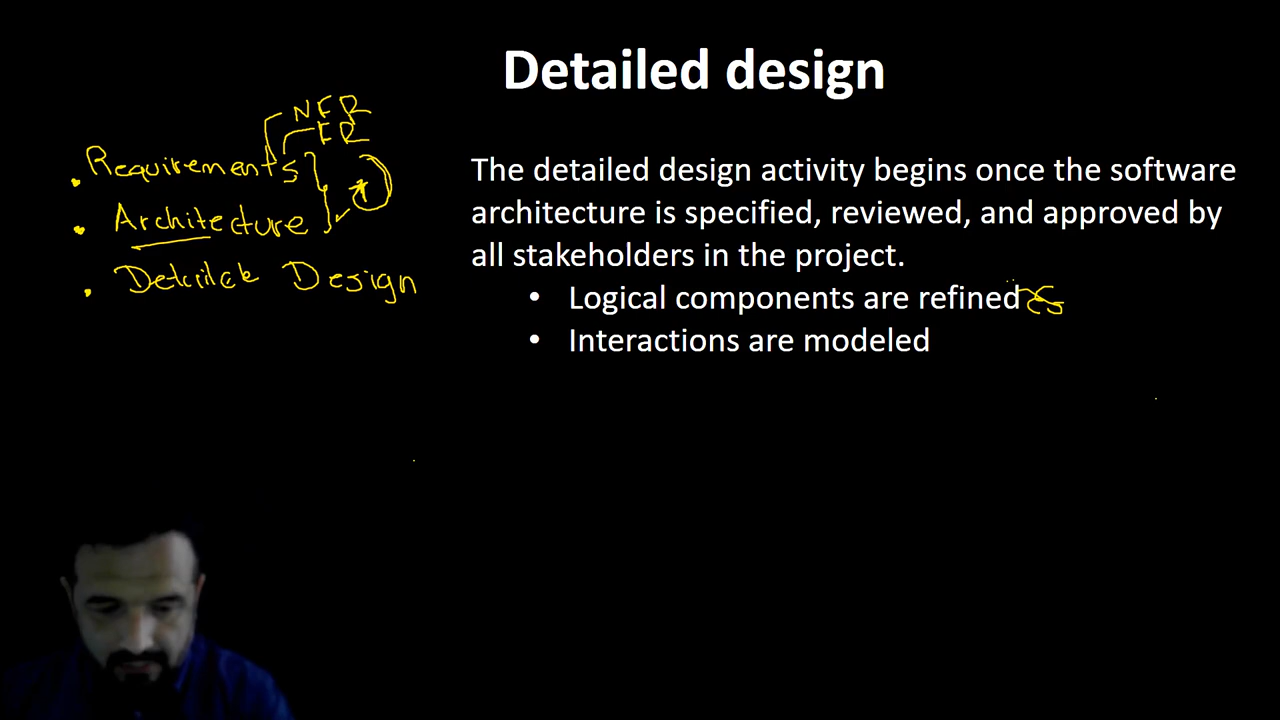 Detailed design
NFR
FR
• Requirements
• Architecture
• Detailed Design
The detailed design activity begins once the software
architecture is specified, reviewed, and approved by
all stakeholders in the project.
• Logical components are refined
• Interactions are modeled